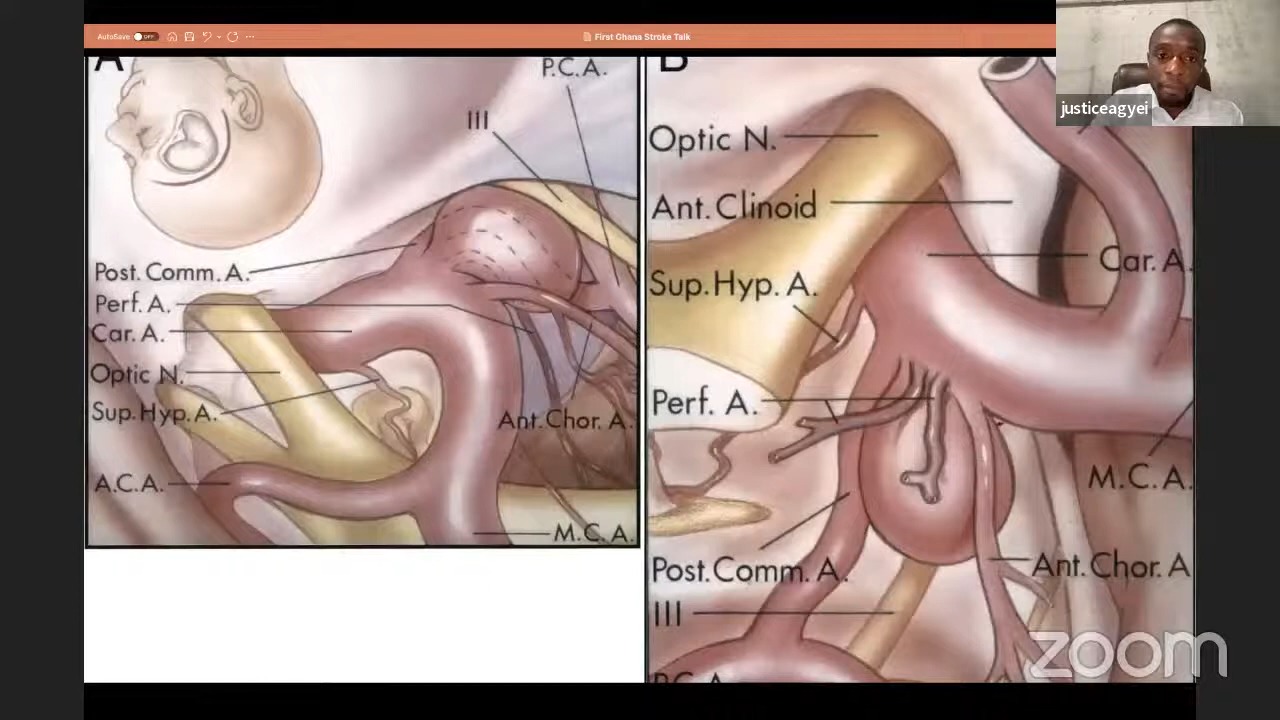 AutoSave OFF
First Ghana Stroke Talk
justiceagyei
A
P.C.A.
III
Post. Comm. A.
Perf. A.
Car. A.
Optic N.
Sup. Hyp. A.
Ant. Chor. A.
A.C.A.
M.C.A.
B
Optic N.
Ant. Clinoid
Car. A.
Sup. Hyp. A.
Perf. A.
M.C.A.
Post. Comm. A.
Ant. Chor. A
III
P.C.A.
zoom